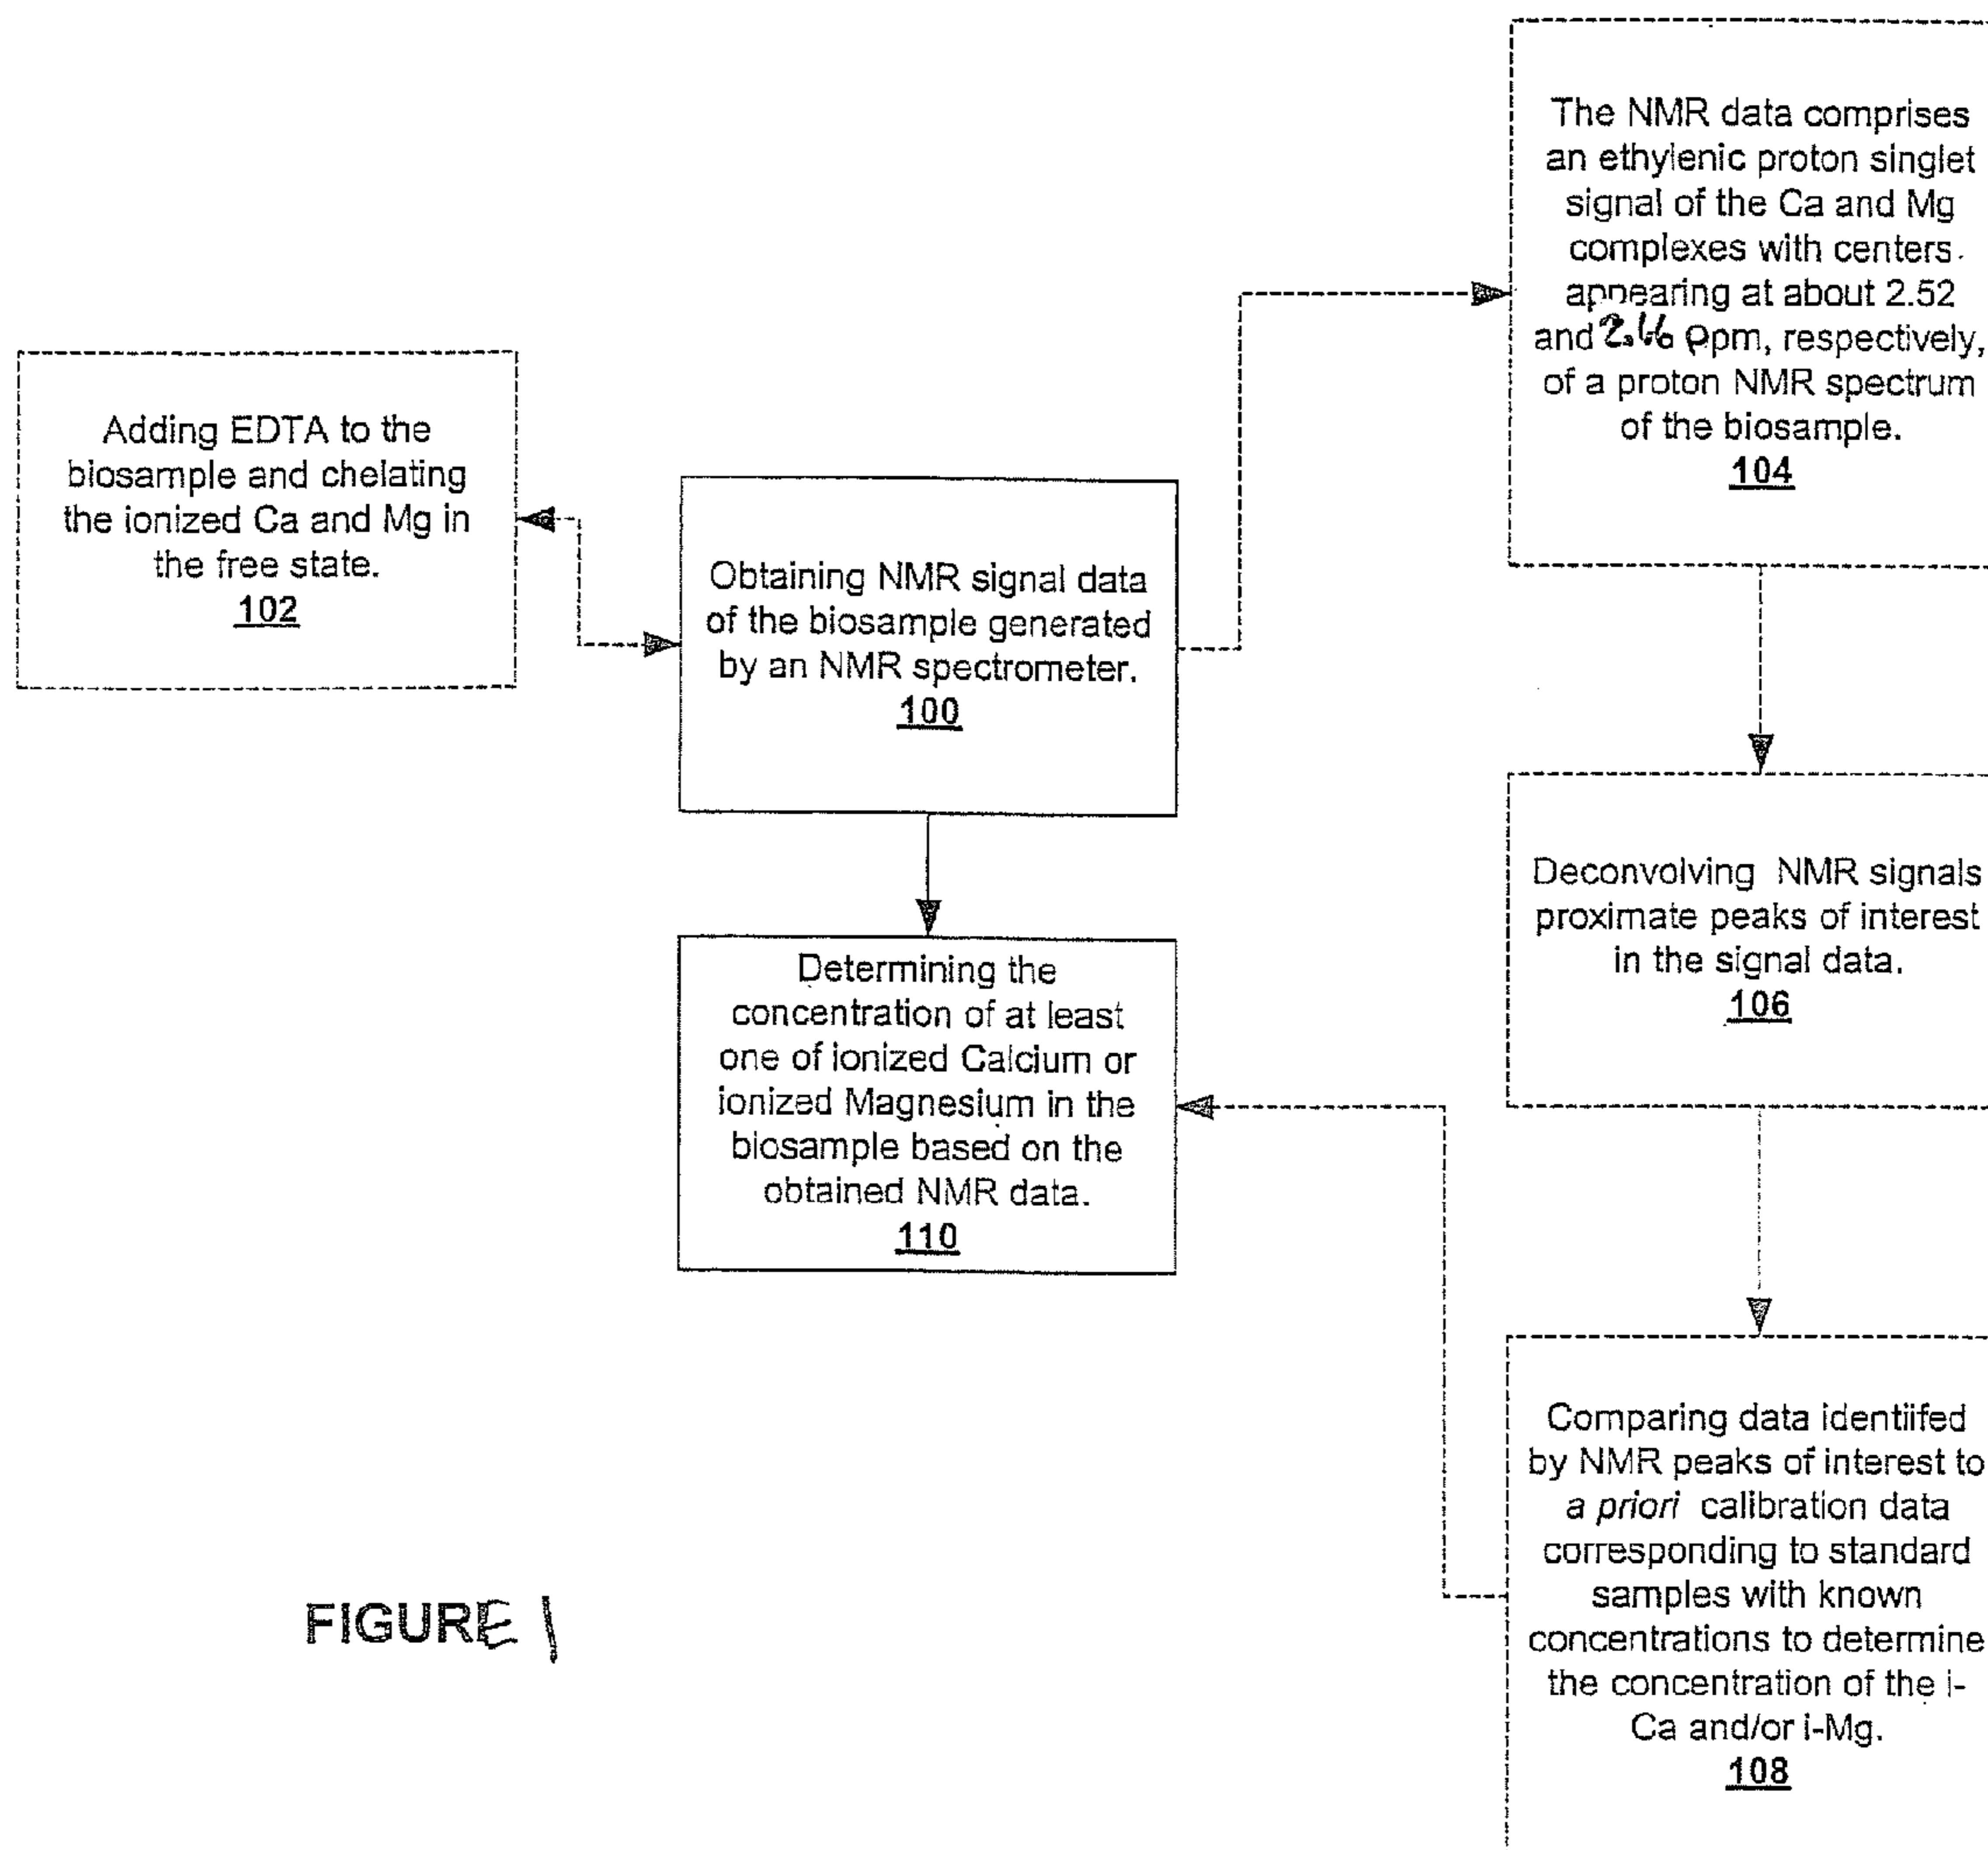 Adding EDTA to the
biosample and chelating
the ionized Ca and Mg in
the free state.
102
Obtaining NMR signal data
of the biosample generated
by an NMR spectrometer.
100
Determining the
concentration of at least
one of ionized Calcium or
ionized Magnesium in the
biosample based on the
obtained NMR data.
110
The NMR data comprises
an ethylenic proton singlet
signal of the Ca and Mg
complexes with centers
appearing at about 2.52
and ppm, respectively,
of a proton NMR spectrum
of the biosample.
104
Deconvolving NMR signals
proximate peaks of interest
in the signal data.
106
Comparing data identiifed
by NMR peaks of interest to
a priori calibration data
corresponding to standard
samples with known
concentrations to determine
the concentration of the i-
Ca and/or i-Mg.
108
FIGURE 1